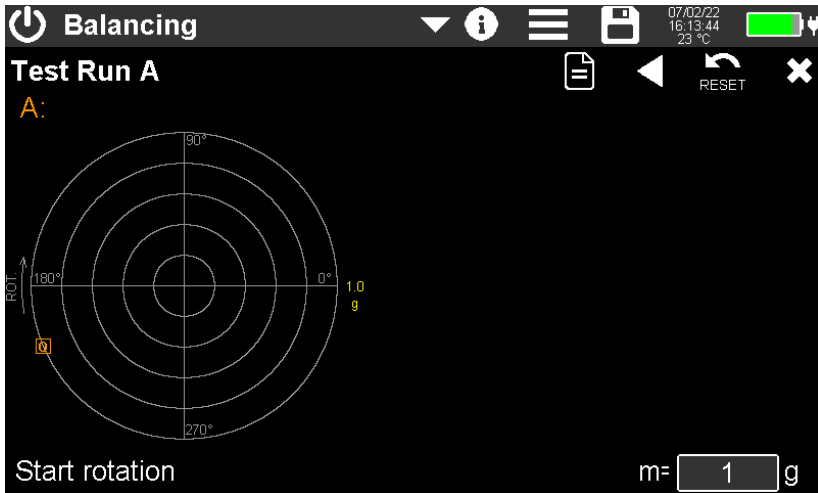 Balancing
i
07/02/22
16:13:44
23 °C
Test Run A
RESET
A:
90°
180°
0°
1.0
g
ROT.
0
270°
Start rotation
m= 1 g